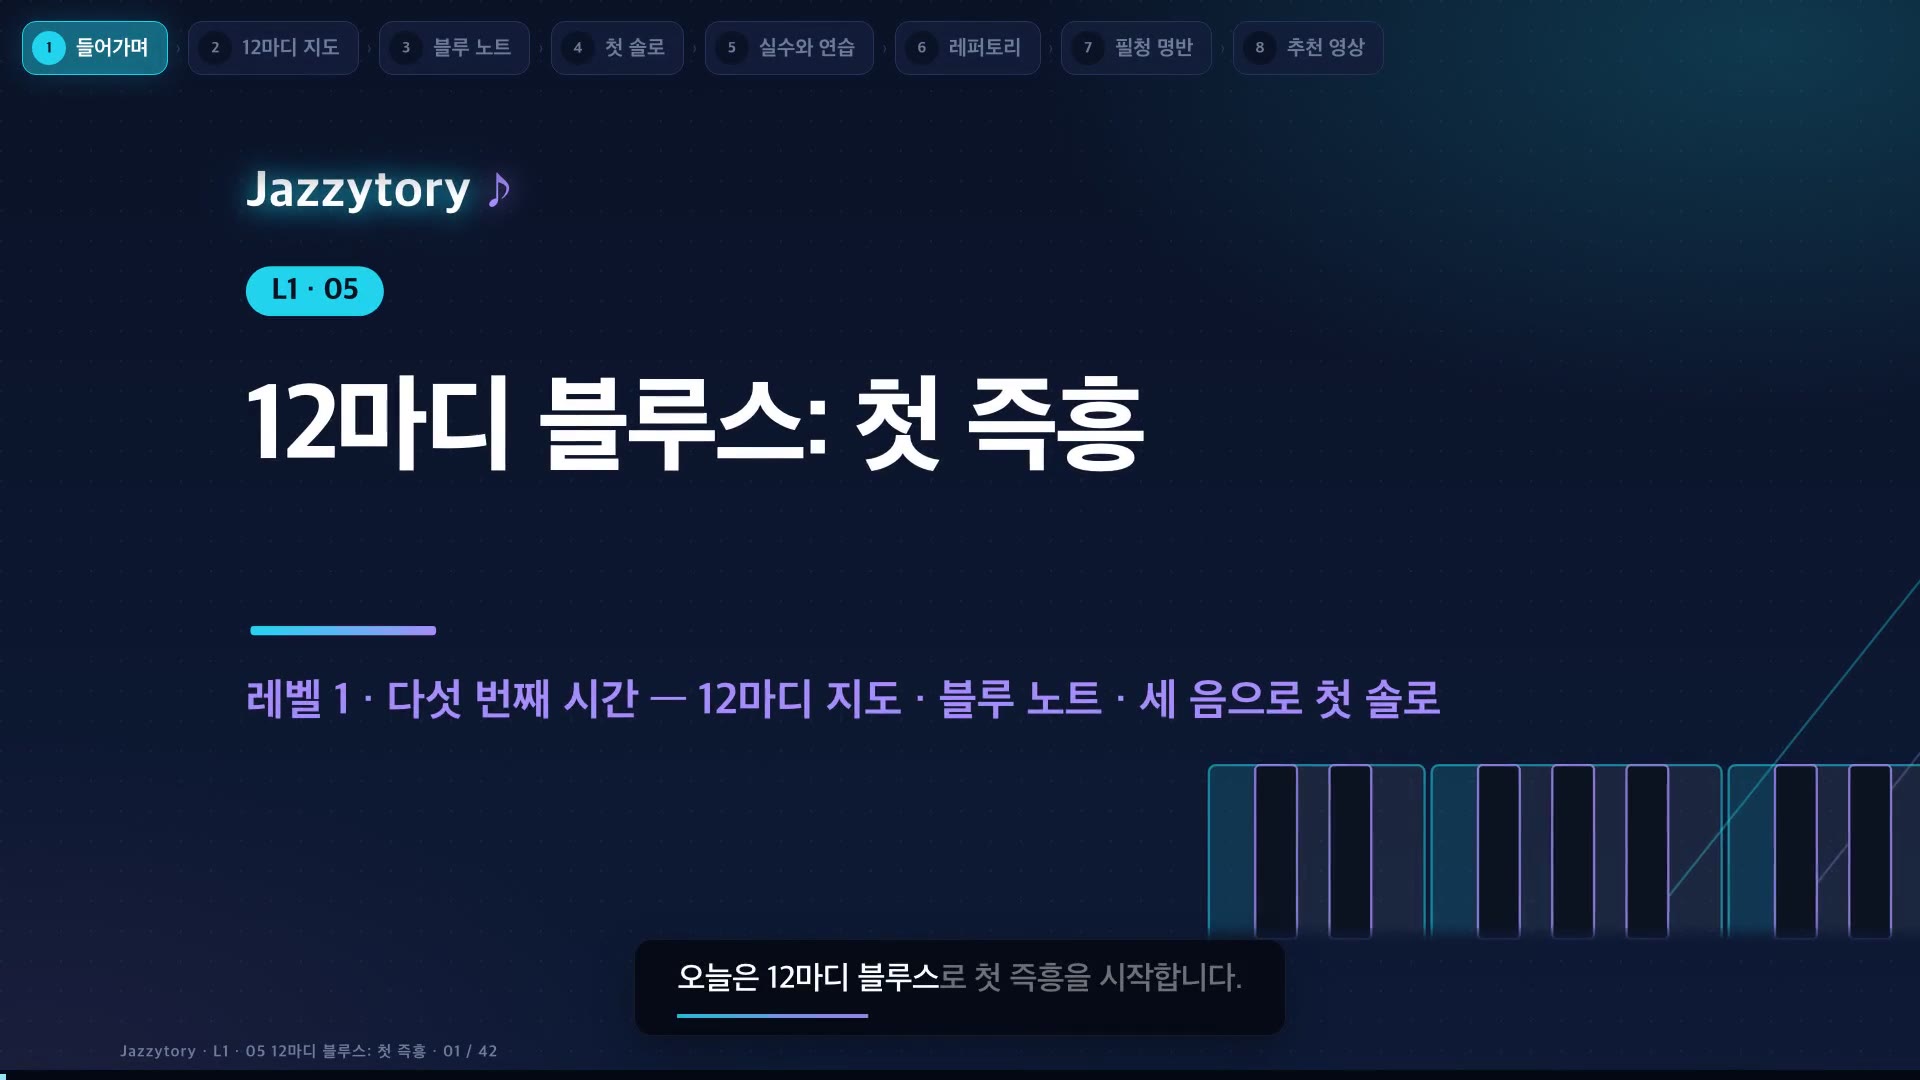 1 들어가며 › 2 12마디 지도 › 3 블루 노트 › 4 첫 솔로 › 5 실수와 연습 › 6 레퍼토리 › 7 필청 명반 › 8 추천 영상
Jazzytory ♪
L1 · 05
12마디 블루스: 첫 즉흥
레벨 1 · 다섯 번째 시간 — 12마디 지도 · 블루 노트 · 세 음으로 첫 솔로
오늘은 12마디 블루스로 첫 즉흥을 시작합니다.
Jazzytory · L1 · 05 12마디 블루스: 첫 즉흥 · 01 / 42